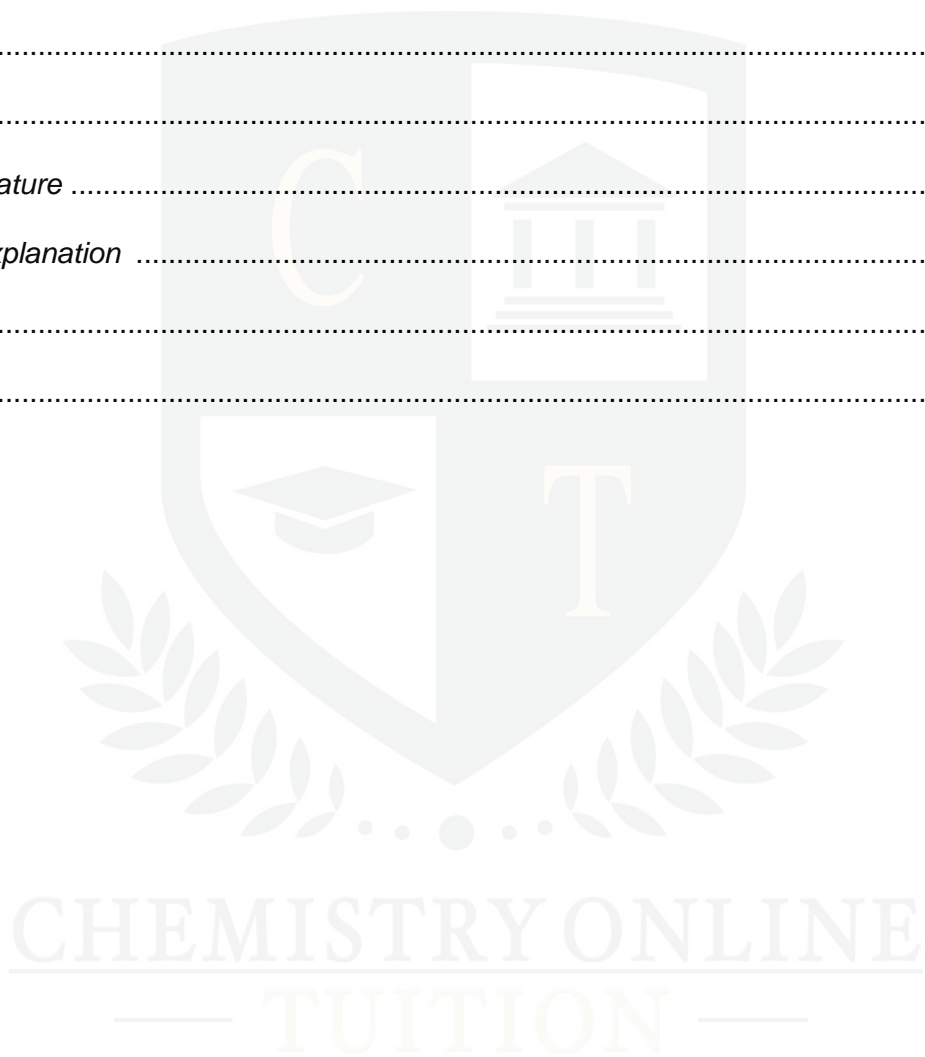 ....................................................................................................
....................................................................................................
ature ....................................................................................................
xplanation ....................................................................................................
....................................................................................................
....................................................................................................
C
T
CHEMISTRY ONLINE
— TUITION —